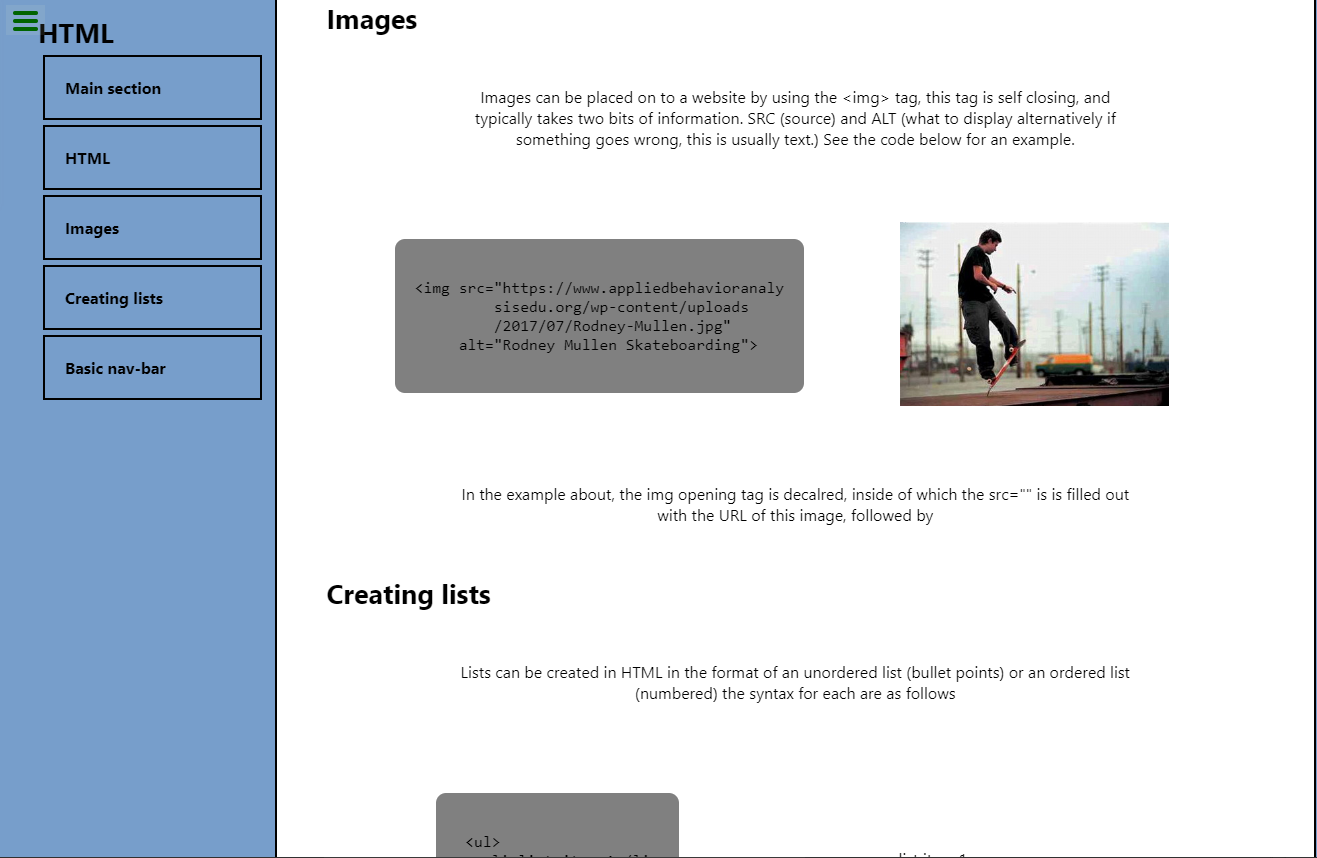 HTML
Main section
HTML
Images
Creating lists
Basic nav-bar
Images
Images can be placed on to a website by using the <img> tag, this tag is self closing, and
typically takes two bits of information. SRC (source) and ALT (what to display alternatively if
something goes wrong, this is usually text.) See the code below for an example.
<img src="https://www.appliedbehavioranaly
sisedu.org/wp-content/uploads
/2017/07/Rodney-Mullen.jpg"
alt="Rodney Mullen Skateboarding">
In the example about, the img opening tag is decalred, inside of which the src="" is is filled out
with the URL of this image, followed by
Creating lists
Lists can be created in HTML in the format of an unordered list (bullet points) or an ordered list
(numbered) the syntax for each are as follows
<ul>